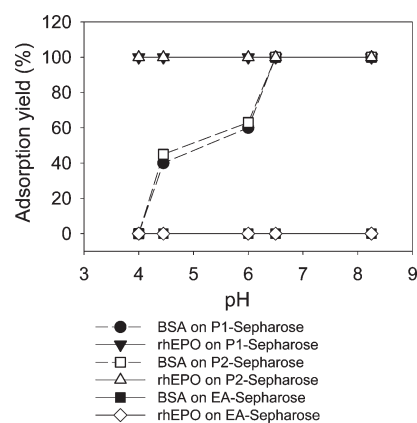 120
100
80
60
40
20
0
Adsorption yield (%)
3 4 5 6 7 8 9
pH
BSA on P1-Sepharose
rhEPO on P1-Sepharose
BSA on P2-Sepharose
rhEPO on P2-Sepharose
BSA on EA-Sepharose
rhEPO on EA-Sepharose